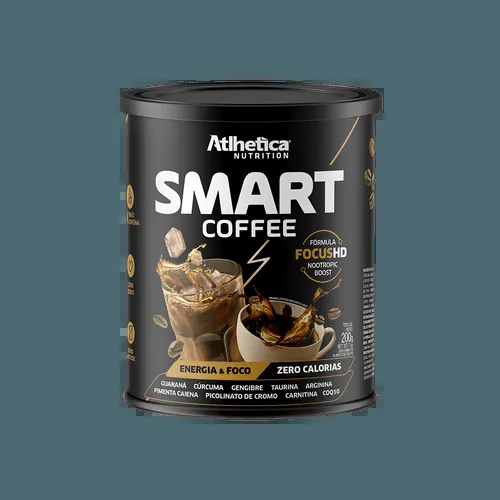 Atlhetica
NUTRITION
SMART
COFFEE
FÓRMULA
FOCUSHD
NOOTROPIC
BOOST
200g
ENERGIA & FOCO
ZERO CALORIAS
GUARANÁ CÚRCUMA GENGIBRE TAURINA ARGININA
PIMENTA CAIENA PICOLINATO DE CROMO CARNITINA COQ10